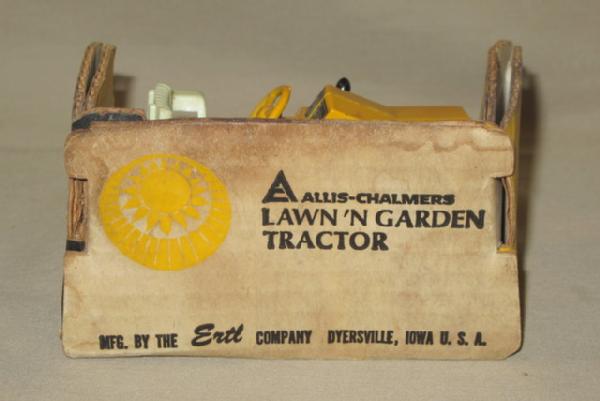 ALLIS-CHALMERS
LAWN 'N GARDEN
TRACTOR
MFG. BY THE Ertl COMPANY DYERSVILLE, IOWA U. S. A.